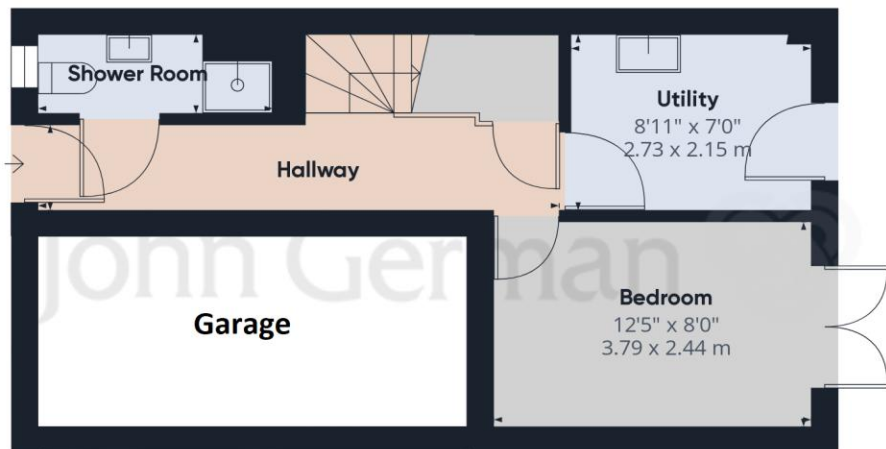 Shower Room
Utility
8'11" x 7'0"
2.73 x 2.15 m
Hallway
John German
Garage
Bedroom
12'5" x 8'0"
3.79 x 2.44 m